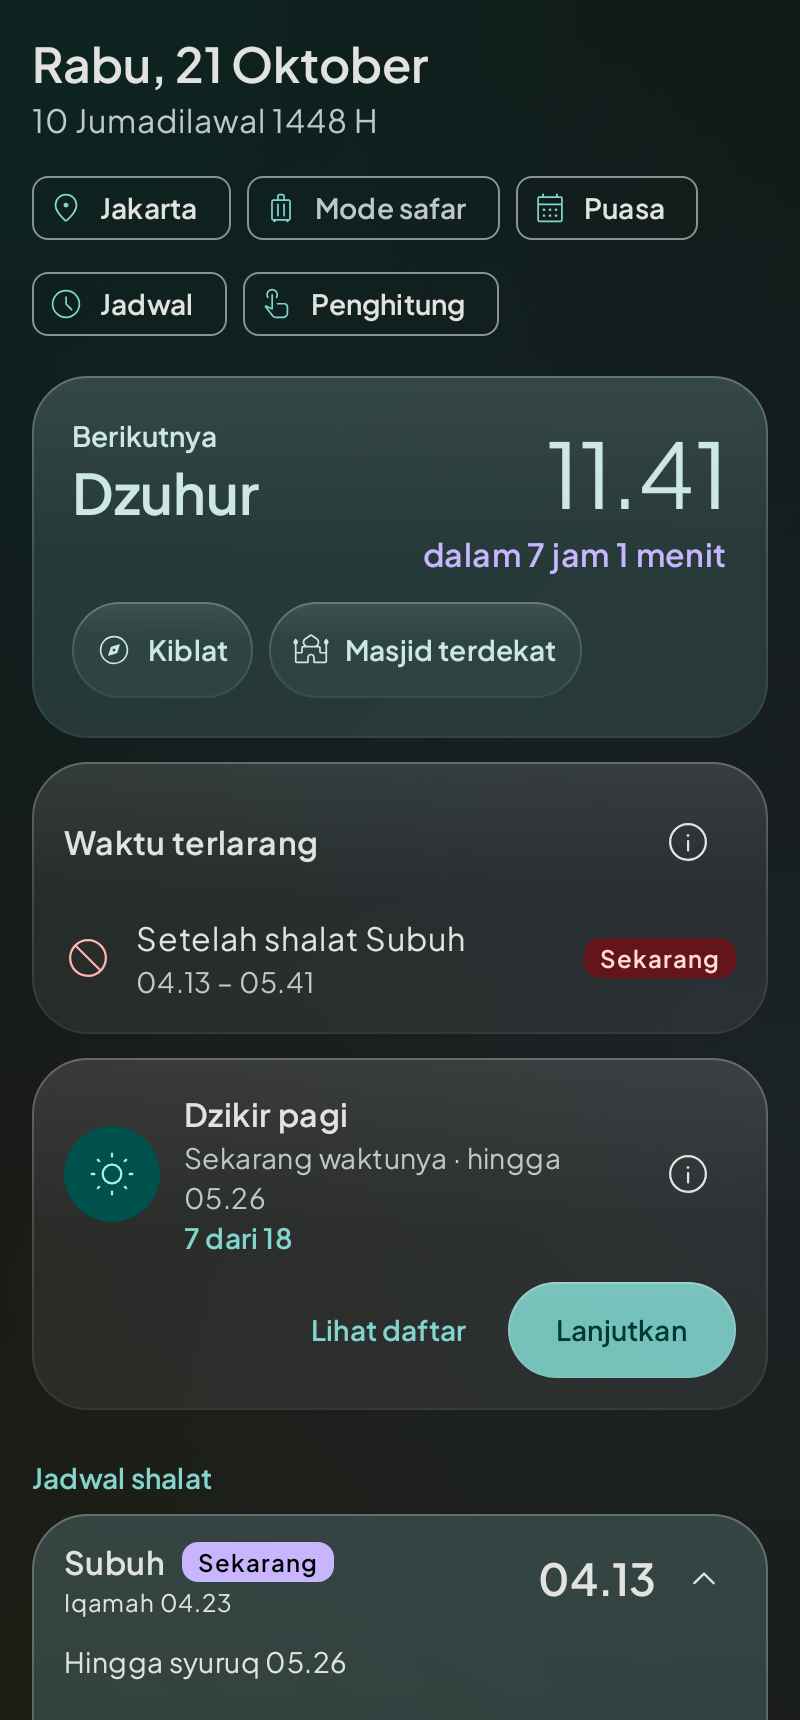 Rabu, 21 Oktober
10 Jumadilawal 1448 H
Jakarta
Mode safar
Puasa
Jadwal
Penghitung
Berikutnya
Dzuhur
11.41
dalam 7 jam 1 menit
Kiblat
Masjid terdekat
Waktu terlarang
Setelah shalat Subuh
04.13 – 05.41
Sekarang
Dzikir pagi
Sekarang waktunya · hingga
05.26
7 dari 18
Lihat daftar
Lanjutkan
Jadwal shalat
Subuh
Sekarang
04.13
Iqamah 04.23
Hingga syuruq 05.26